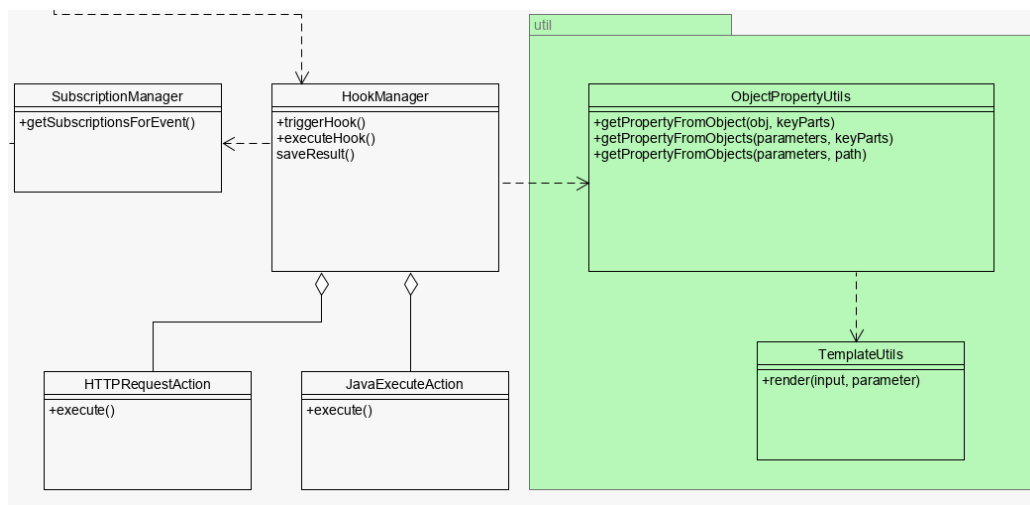 util
SubscriptionManager
+getSubscriptionsForEvent()
HookManager
+triggerHook()
+executeHook()
saveResult()
ObjectPropertyUtils
+getPropertyFromObject(obj, keyParts)
+getPropertyFromObjects(parameters, keyParts)
+getPropertyFromObjects(parameters, path)
HTTPRequestAction
+execute()
JavaExecuteAction
+execute()
TemplateUtils
+render(input, parameter)